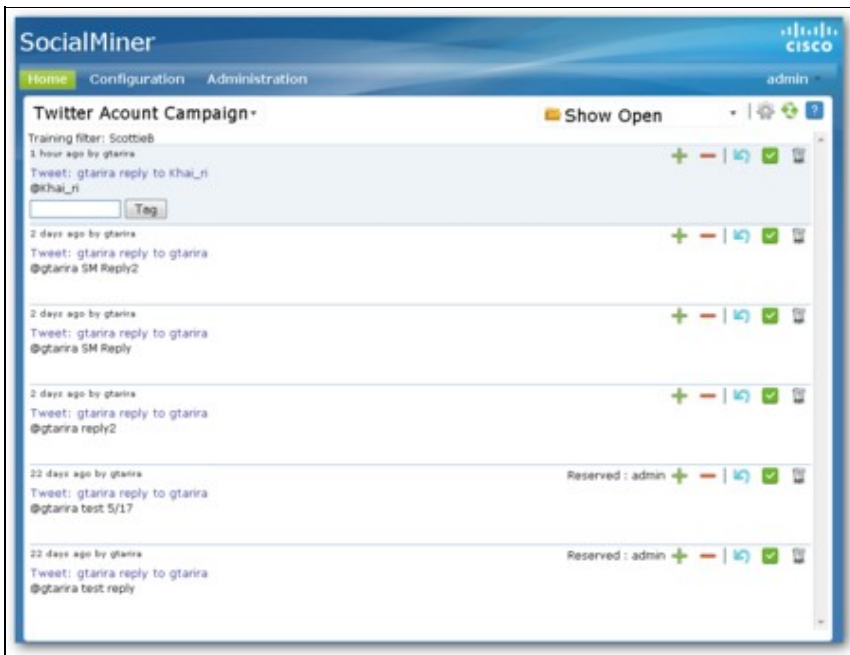 SocialMiner
cisco
Home Configuration Administration admin
Twitter Acount Campaign Show Open ?
Training filter: ScottieB
1 hour ago by gtarira
Tweet: gtarira reply to Khai_ri
@Khai_ri
Tag
2 days ago by gtarira
Tweet: gtarira reply to gtarira
@gtarira SM Reply2
2 days ago by gtarira
Tweet: gtarira reply to gtarira
@gtarira SM Reply
2 days ago by gtarira
Tweet: gtarira reply to gtarira
@gtarira reply2
22 days ago by gtarira Reserved : admin
Tweet: gtarira reply to gtarira
@gtarira test 5/17
22 days ago by gtarira Reserved : admin
Tweet: gtarira reply to gtarira
@gtarira test reply